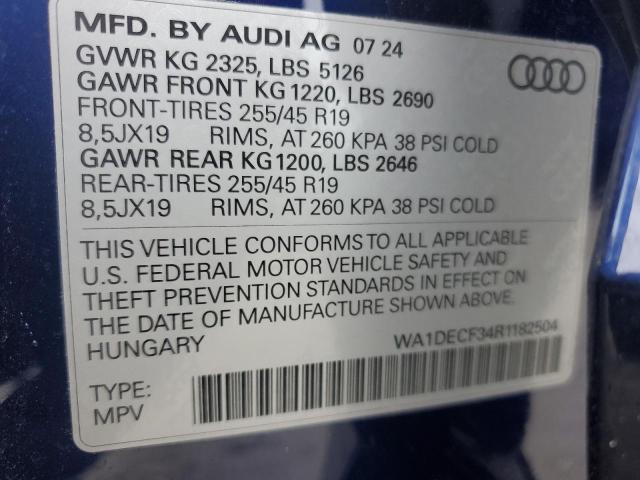 MFD. BY AUDI AG 07 24
GVWR KG 2325, LBS 5126
GAWR FRONT KG 1220, LBS 2690
FRONT-TIRES 255/45 R19
8,5JX19 RIMS, AT 260 KPA 38 PSI COLD
GAWR REAR KG 1200, LBS 2646
REAR-TIRES 255/45 R19
8,5JX19 RIMS, AT 260 KPA 38 PSI COLD
THIS VEHICLE CONFORMS TO ALL APPLICABLE
U.S. FEDERAL MOTOR VEHICLE SAFETY AND
THEFT PREVENTION STANDARDS IN EFFECT ON
THE DATE OF MANUFACTURE SHOWN ABOVE.
HUNGARY WA1DECF34R1182504
TYPE:
MPV